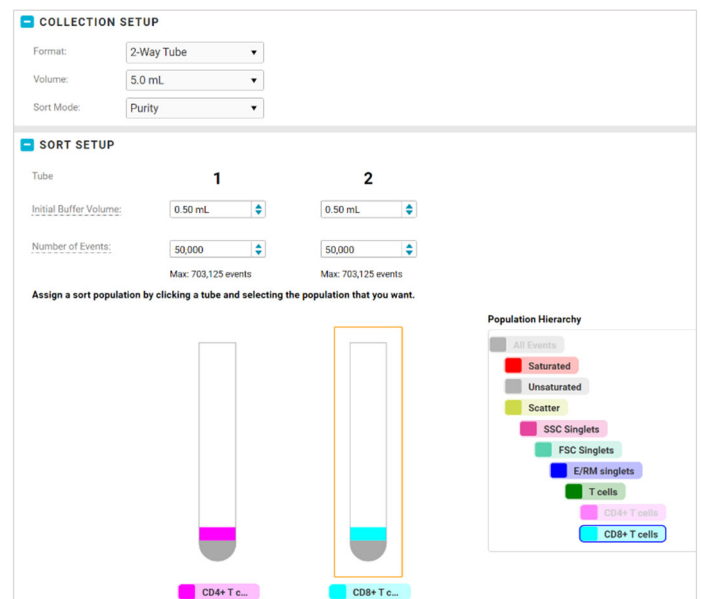 COLLECTION SETUP
Format: 2-Way Tube
Volume: 5.0 mL
Sort Mode: Purity
SORT SETUP
Tube 1 2
Initial Buffer Volume: 0.50 mL 0.50 mL
Number of Events: 50,000 50,000
Max: 703,125 events Max: 703,125 events
Assign a sort population by clicking a tube and selecting the population that you want.
Population Hierarchy
All Events
Saturated
Unsaturated
Scatter
SSC Singlets
FSC Singlets
E/RM singlets
T cells
CD4+ T cells
CD8+ T cells
CD4+ T c... CD8+ T c...